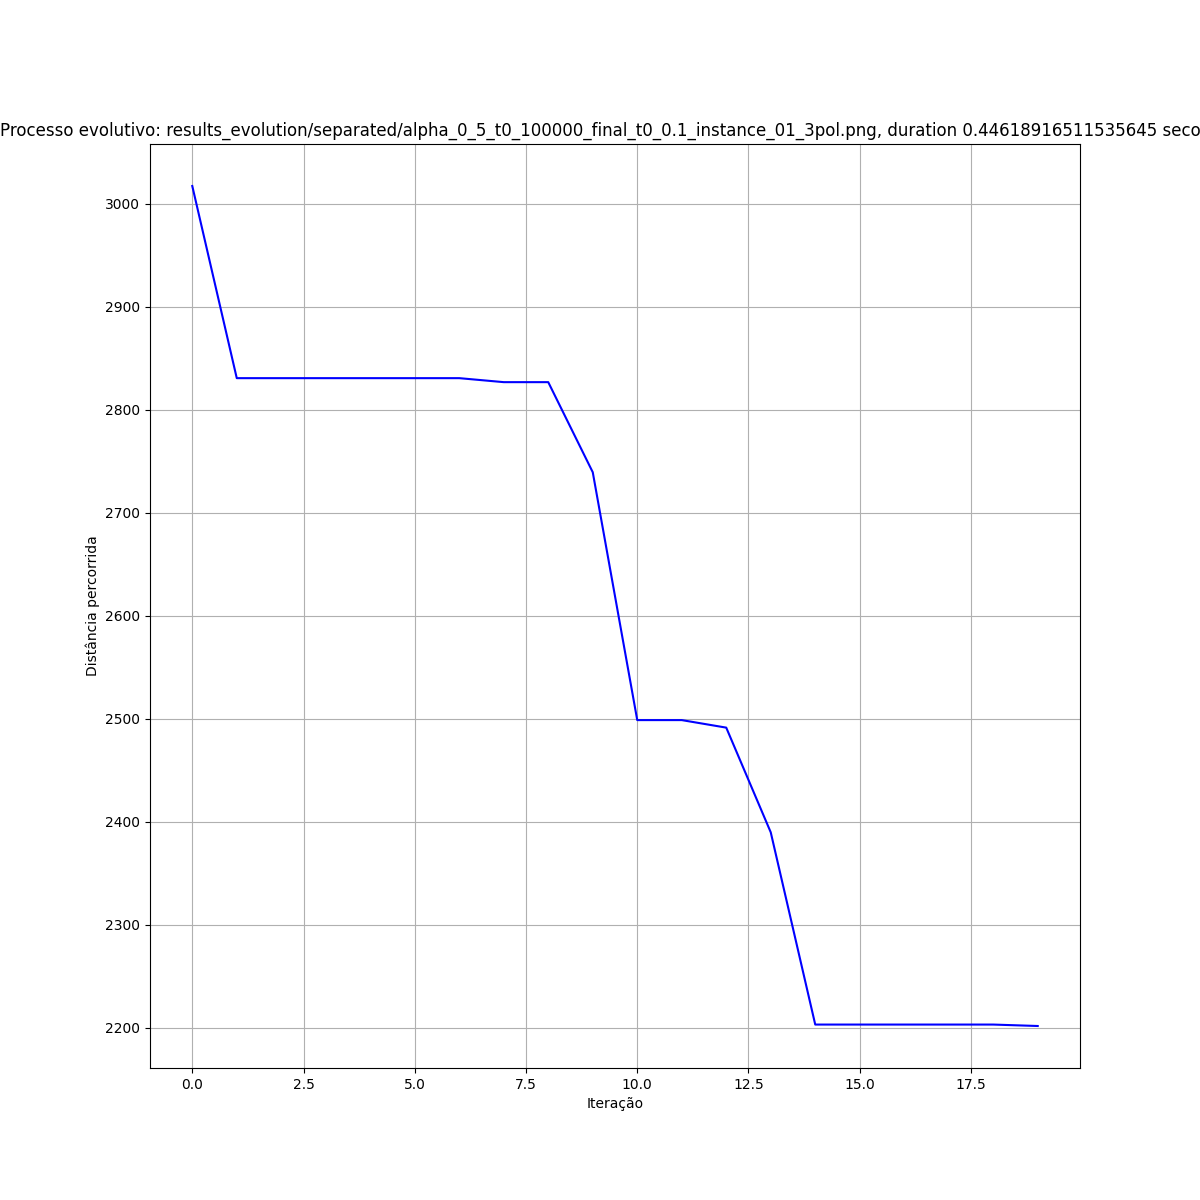 Processo evolutivo: results_evolution/separated/alpha_0_5_t0_100000_final_t0_0.1_instance_01_3pol.png, duration 0.44618916511535645 seco
3000
2900
2800
2700
2600
2500
2400
2300
2200
Distância percorrida
0.0 2.5 5.0 7.5 10.0 12.5 15.0 17.5
Iteração